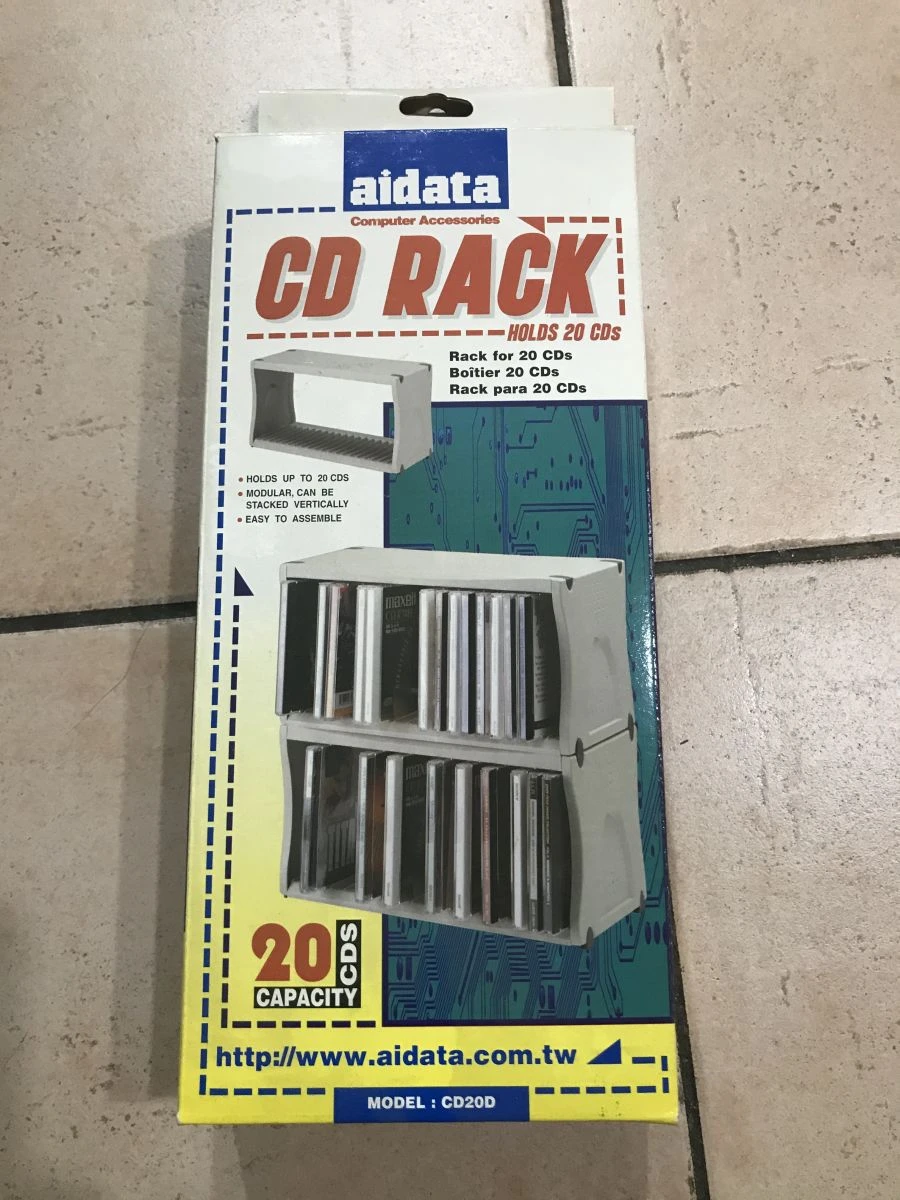 aidata
Computer Accessories
CD RACK
HOLDS 20 CDs
Rack for 20 CDs
Boîtier 20 CDs
Rack para 20 CDs
• HOLDS UP TO 20 CDS
• MODULAR, CAN BE
STACKED VERTICALLY
• EASY TO ASSEMBLE
maxell
20 CDS
CAPACITY
http://www.aidata.com.tw
MODEL : CD20D